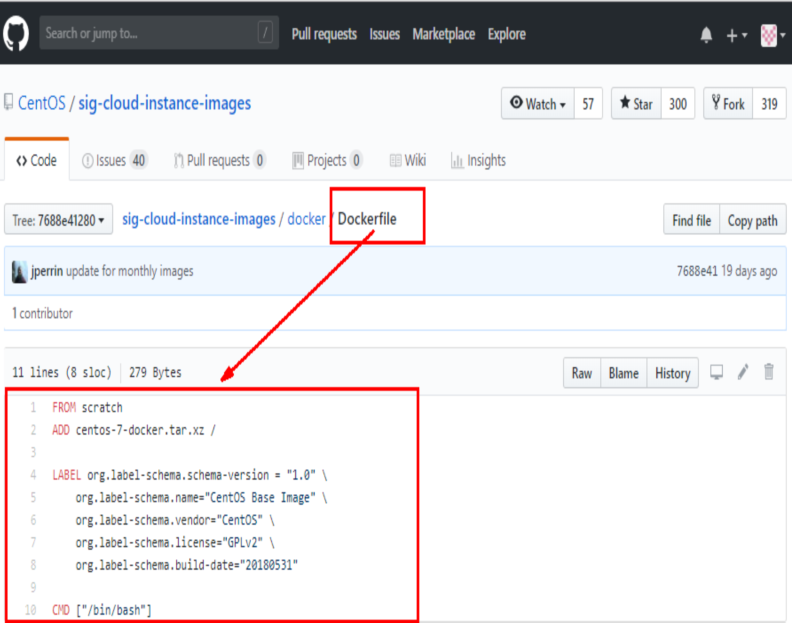 Search or jump to... /
Pull requests Issues Marketplace Explore
CentOS / sig-cloud-instance-images
Watch 57 Star 300 Fork 319
Code Issues 40 Pull requests 0 Projects 0 Wiki Insights
Tree: 7688e41280 sig-cloud-instance-images / docker / Dockerfile Find file Copy path
jperrin update for monthly images 7688e41 19 days ago
1 contributor
11 lines (8 sloc) 279 Bytes Raw Blame History
1 FROM scratch
2 ADD centos-7-docker.tar.xz /
3
4 LABEL org.label-schema.schema-version = "1.0" \
5 org.label-schema.name="CentOS Base Image" \
6 org.label-schema.vendor="CentOS" \
7 org.label-schema.license="GPLv2" \
8 org.label-schema.build-date="20180531"
9
10 CMD ["/bin/bash"]